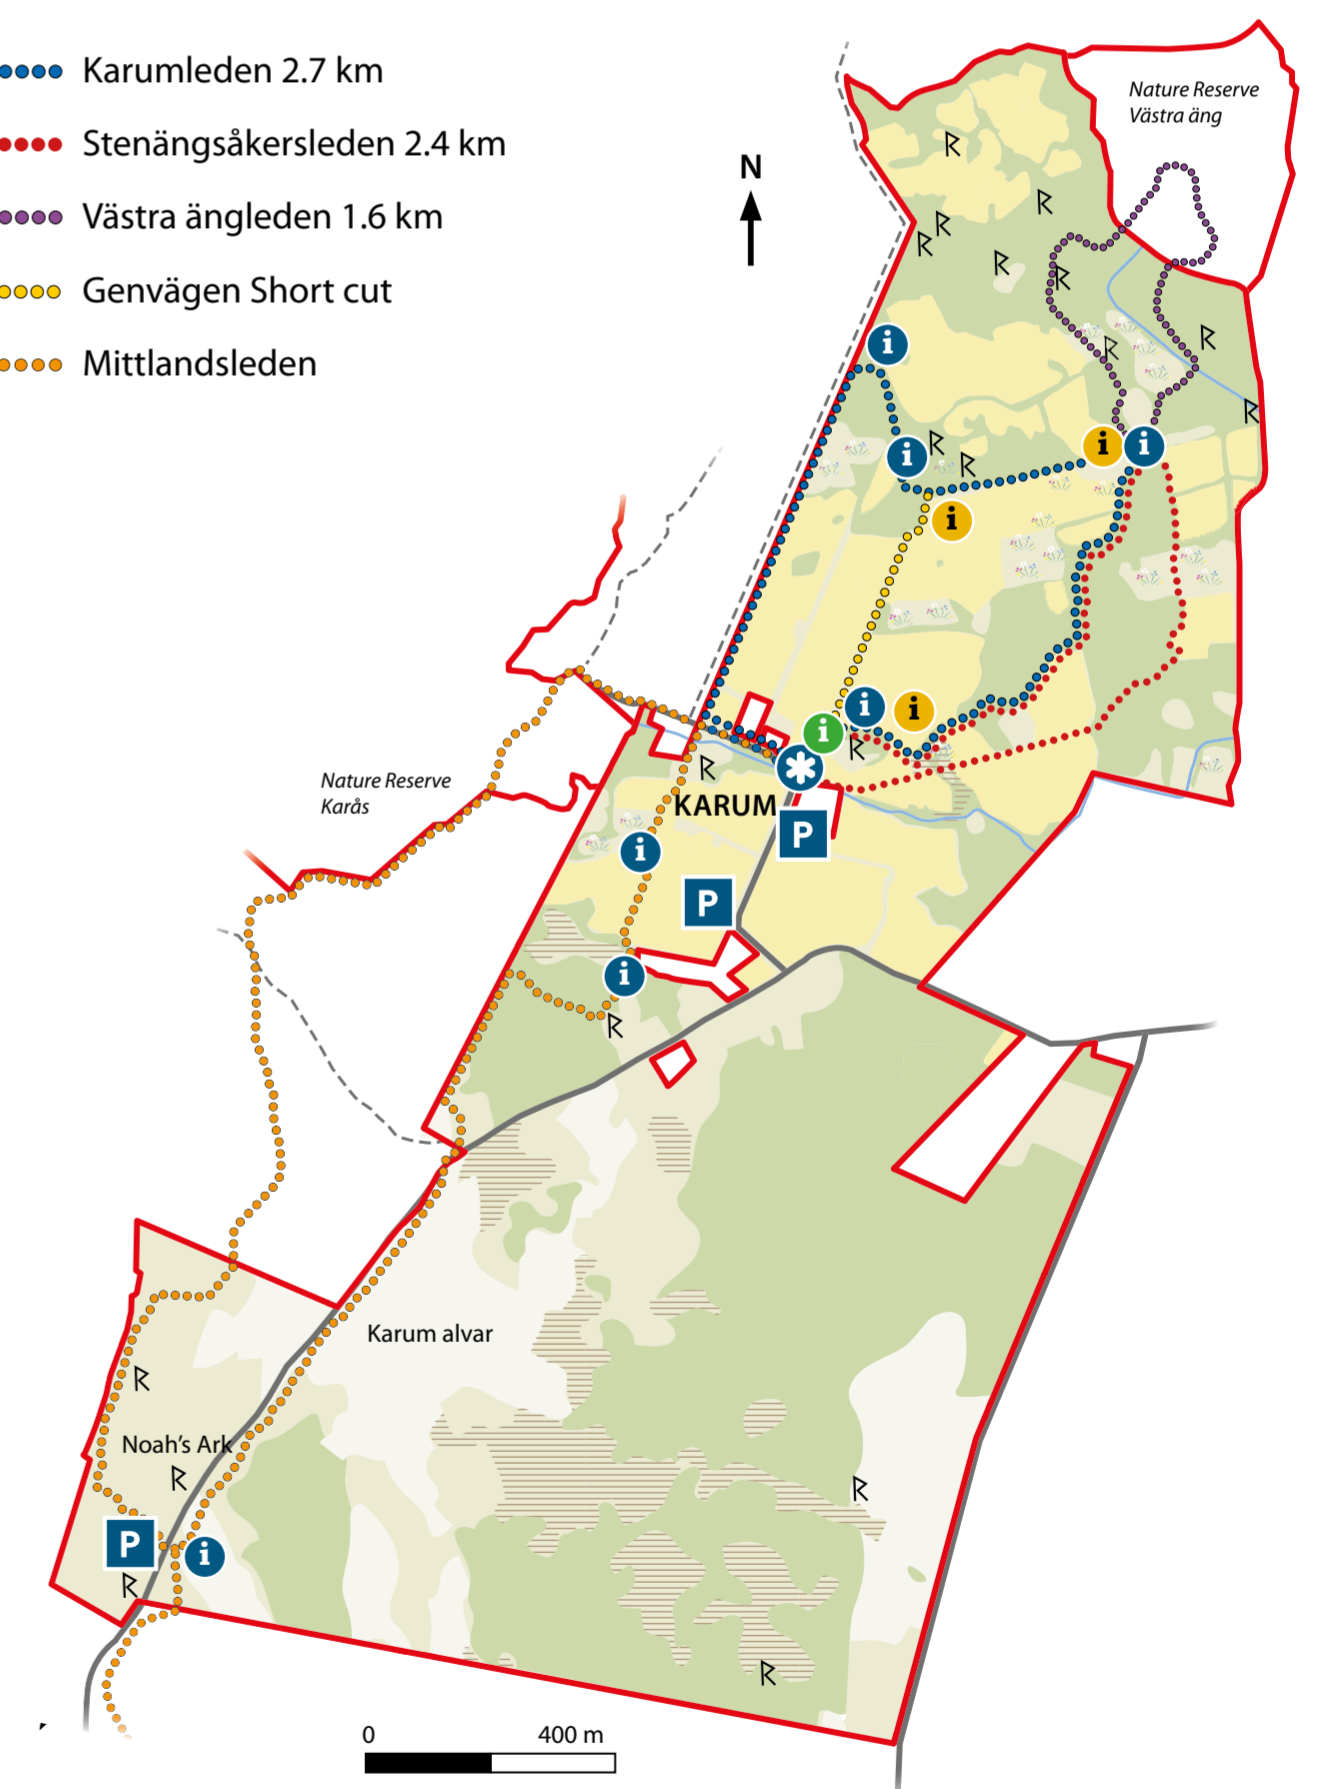 Karumleden 2.7 km
Stenängsåkersleden 2.4 km
Västra ängleden 1.6 km
Genvägen Short cut
Mittlandsleden
N
Nature Reserve
Västra äng
i
i
i
i
i
i
i
i
Nature Reserve
Karås
KARUM
P
i
P
i
Karum alvar
Noah's Ark
P
i
0 400 m